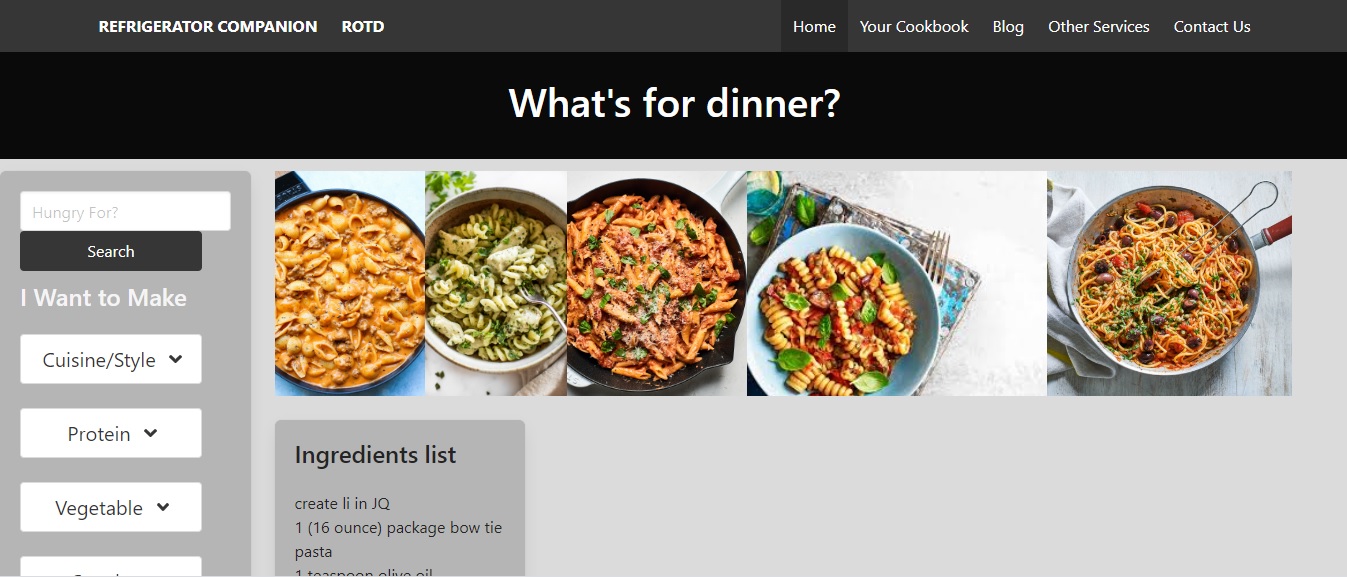 REFRIGERATOR COMPANION ROTD Home Your Cookbook Blog Other Services Contact Us
What's for dinner?
Hungry For?
Search
I Want to Make
Cuisine/Style
Protein
Vegetable
Ingredients list
create li in JQ
1 (16 ounce) package bow tie
pasta
1 teaspoon olive oil